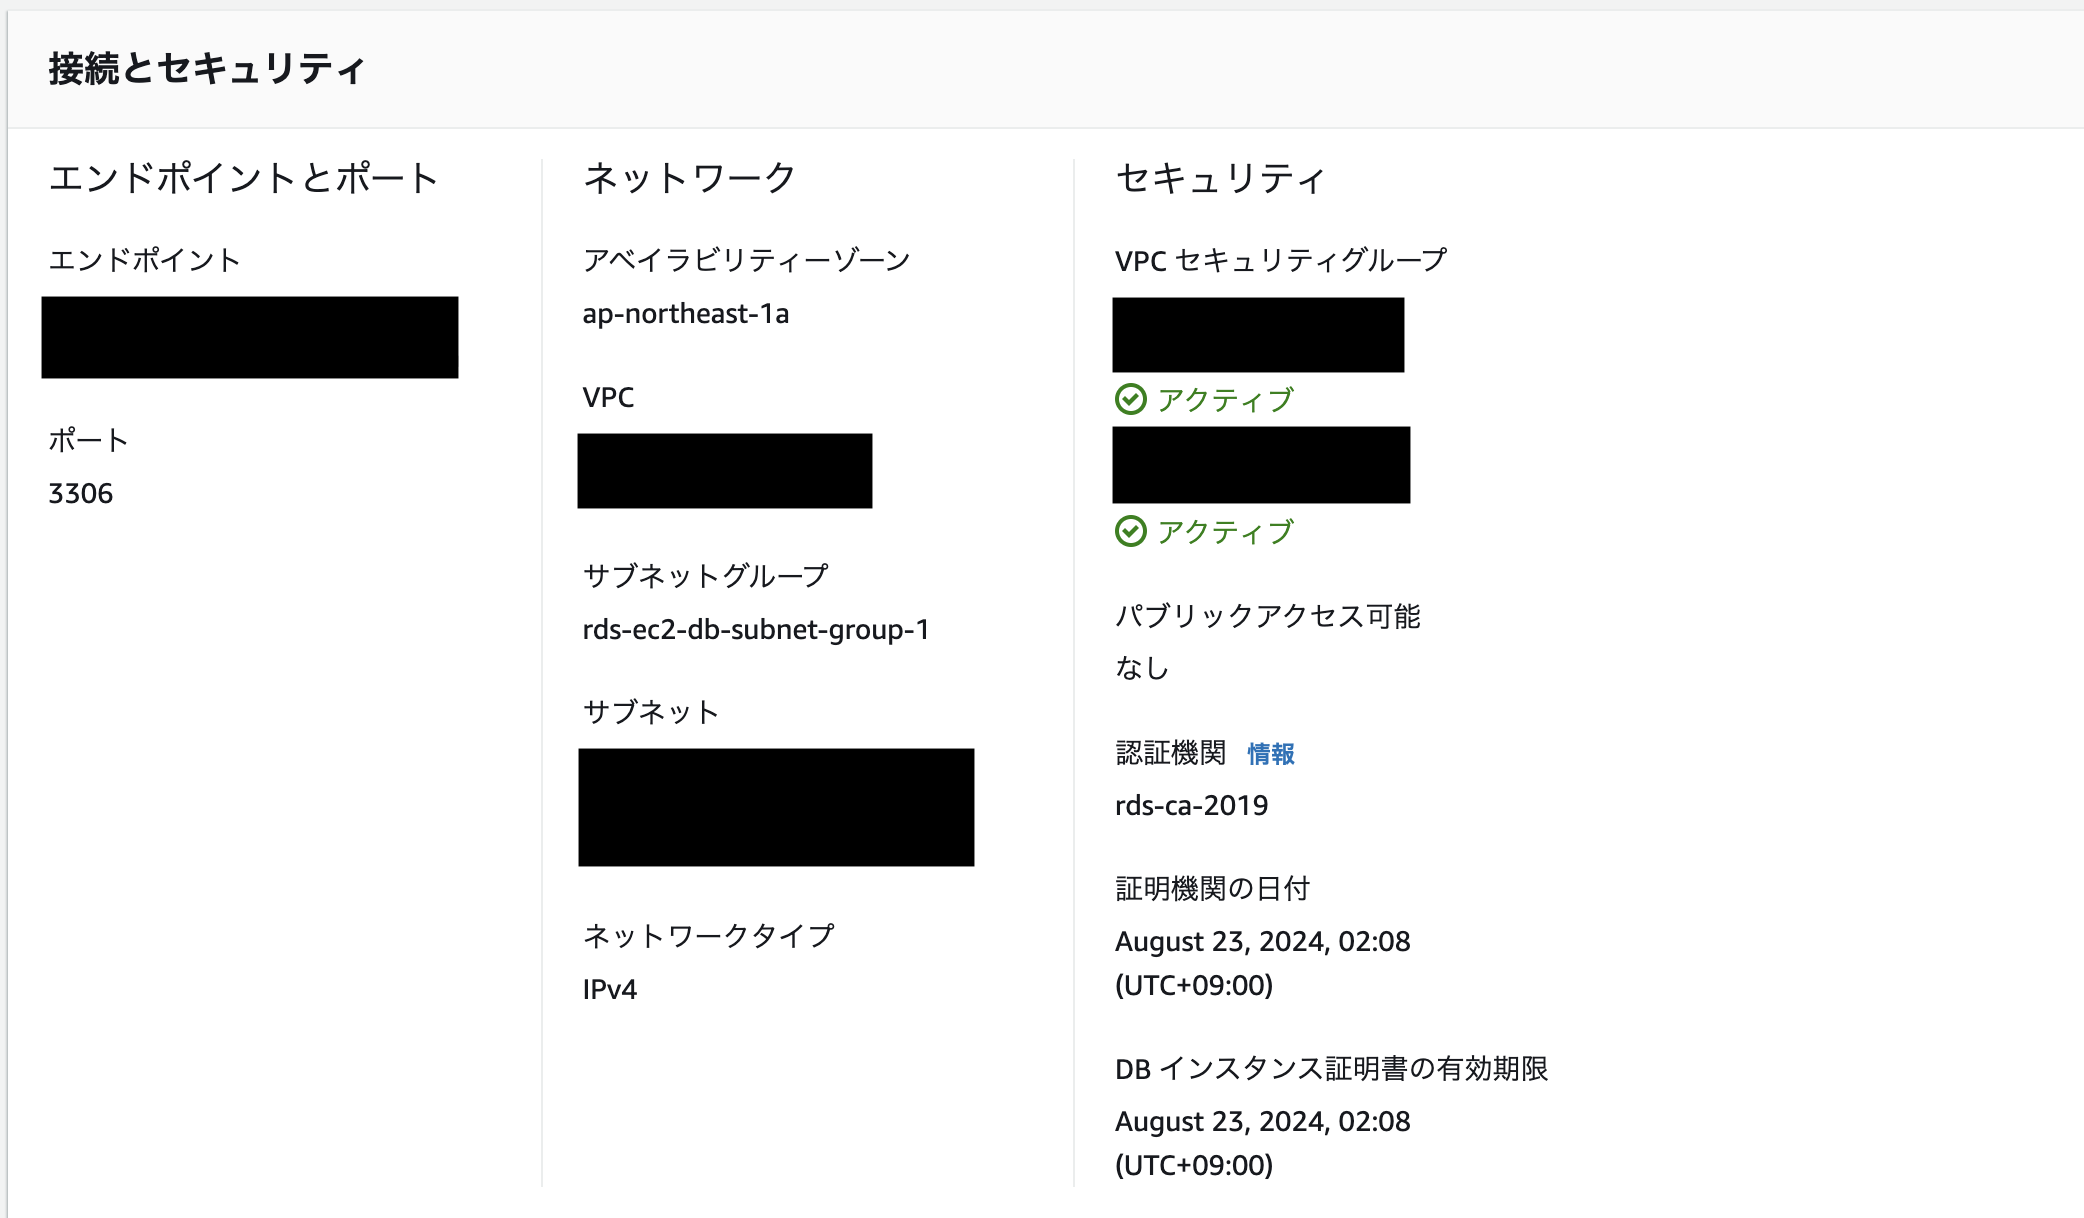 接続とセキュリティ
エンドポイントとポート
エンドポイント
ポート
3306
ネットワーク
アベイラビリティーゾーン
ap-northeast-1a
VPC
サブネットグループ
rds-ec2-db-subnet-group-1
サブネット
ネットワークタイプ
IPv4
セキュリティ
VPC セキュリティグループ
アクティブ
アクティブ
パブリックアクセス可能
なし
認証機関 情報
rds-ca-2019
証明機関の日付
August 23, 2024, 02:08
(UTC+09:00)
DB インスタンス証明書の有効期限
August 23, 2024, 02:08
(UTC+09:00)